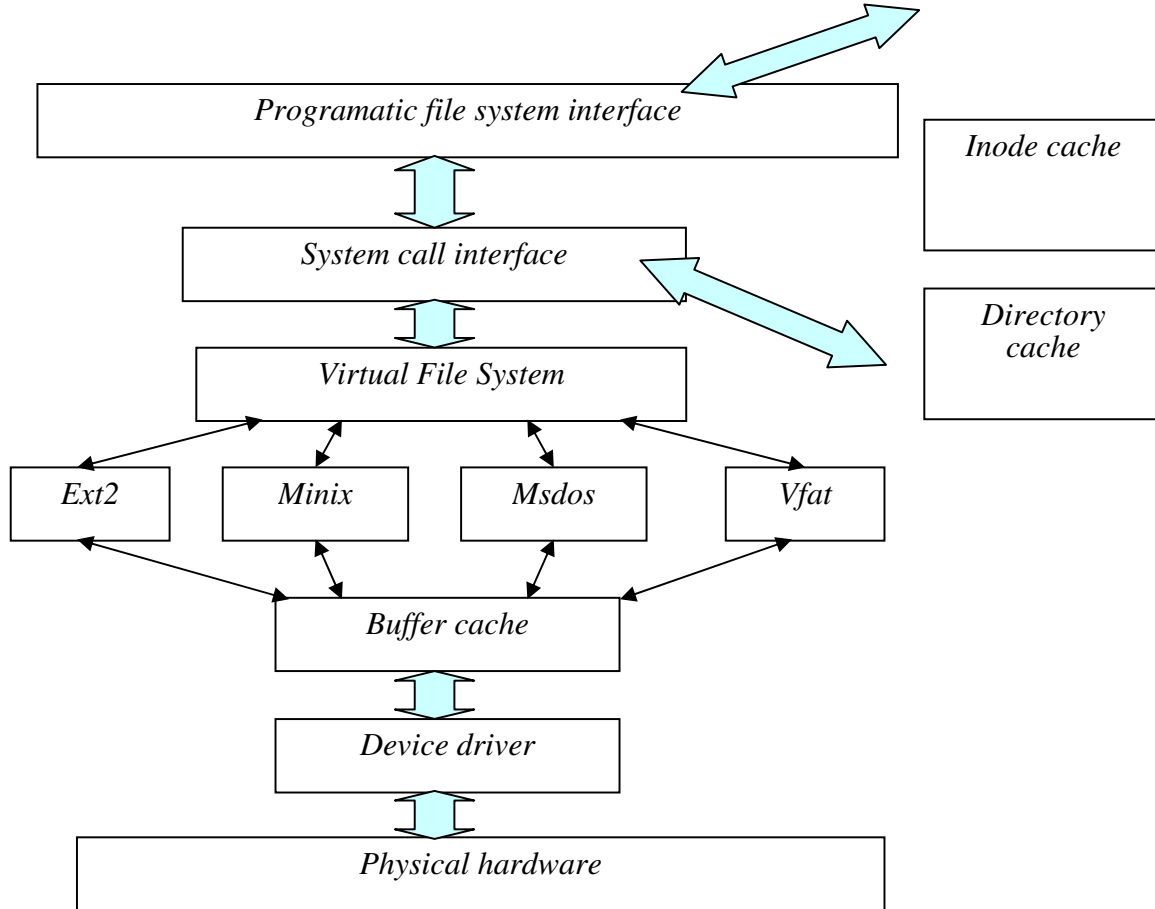 Programatic file system interface
Inode cache
System call interface
Directory
cache
Virtual File System
Ext2
Minix
Msdos
Vfat
Buffer cache
Device driver
Physical hardware